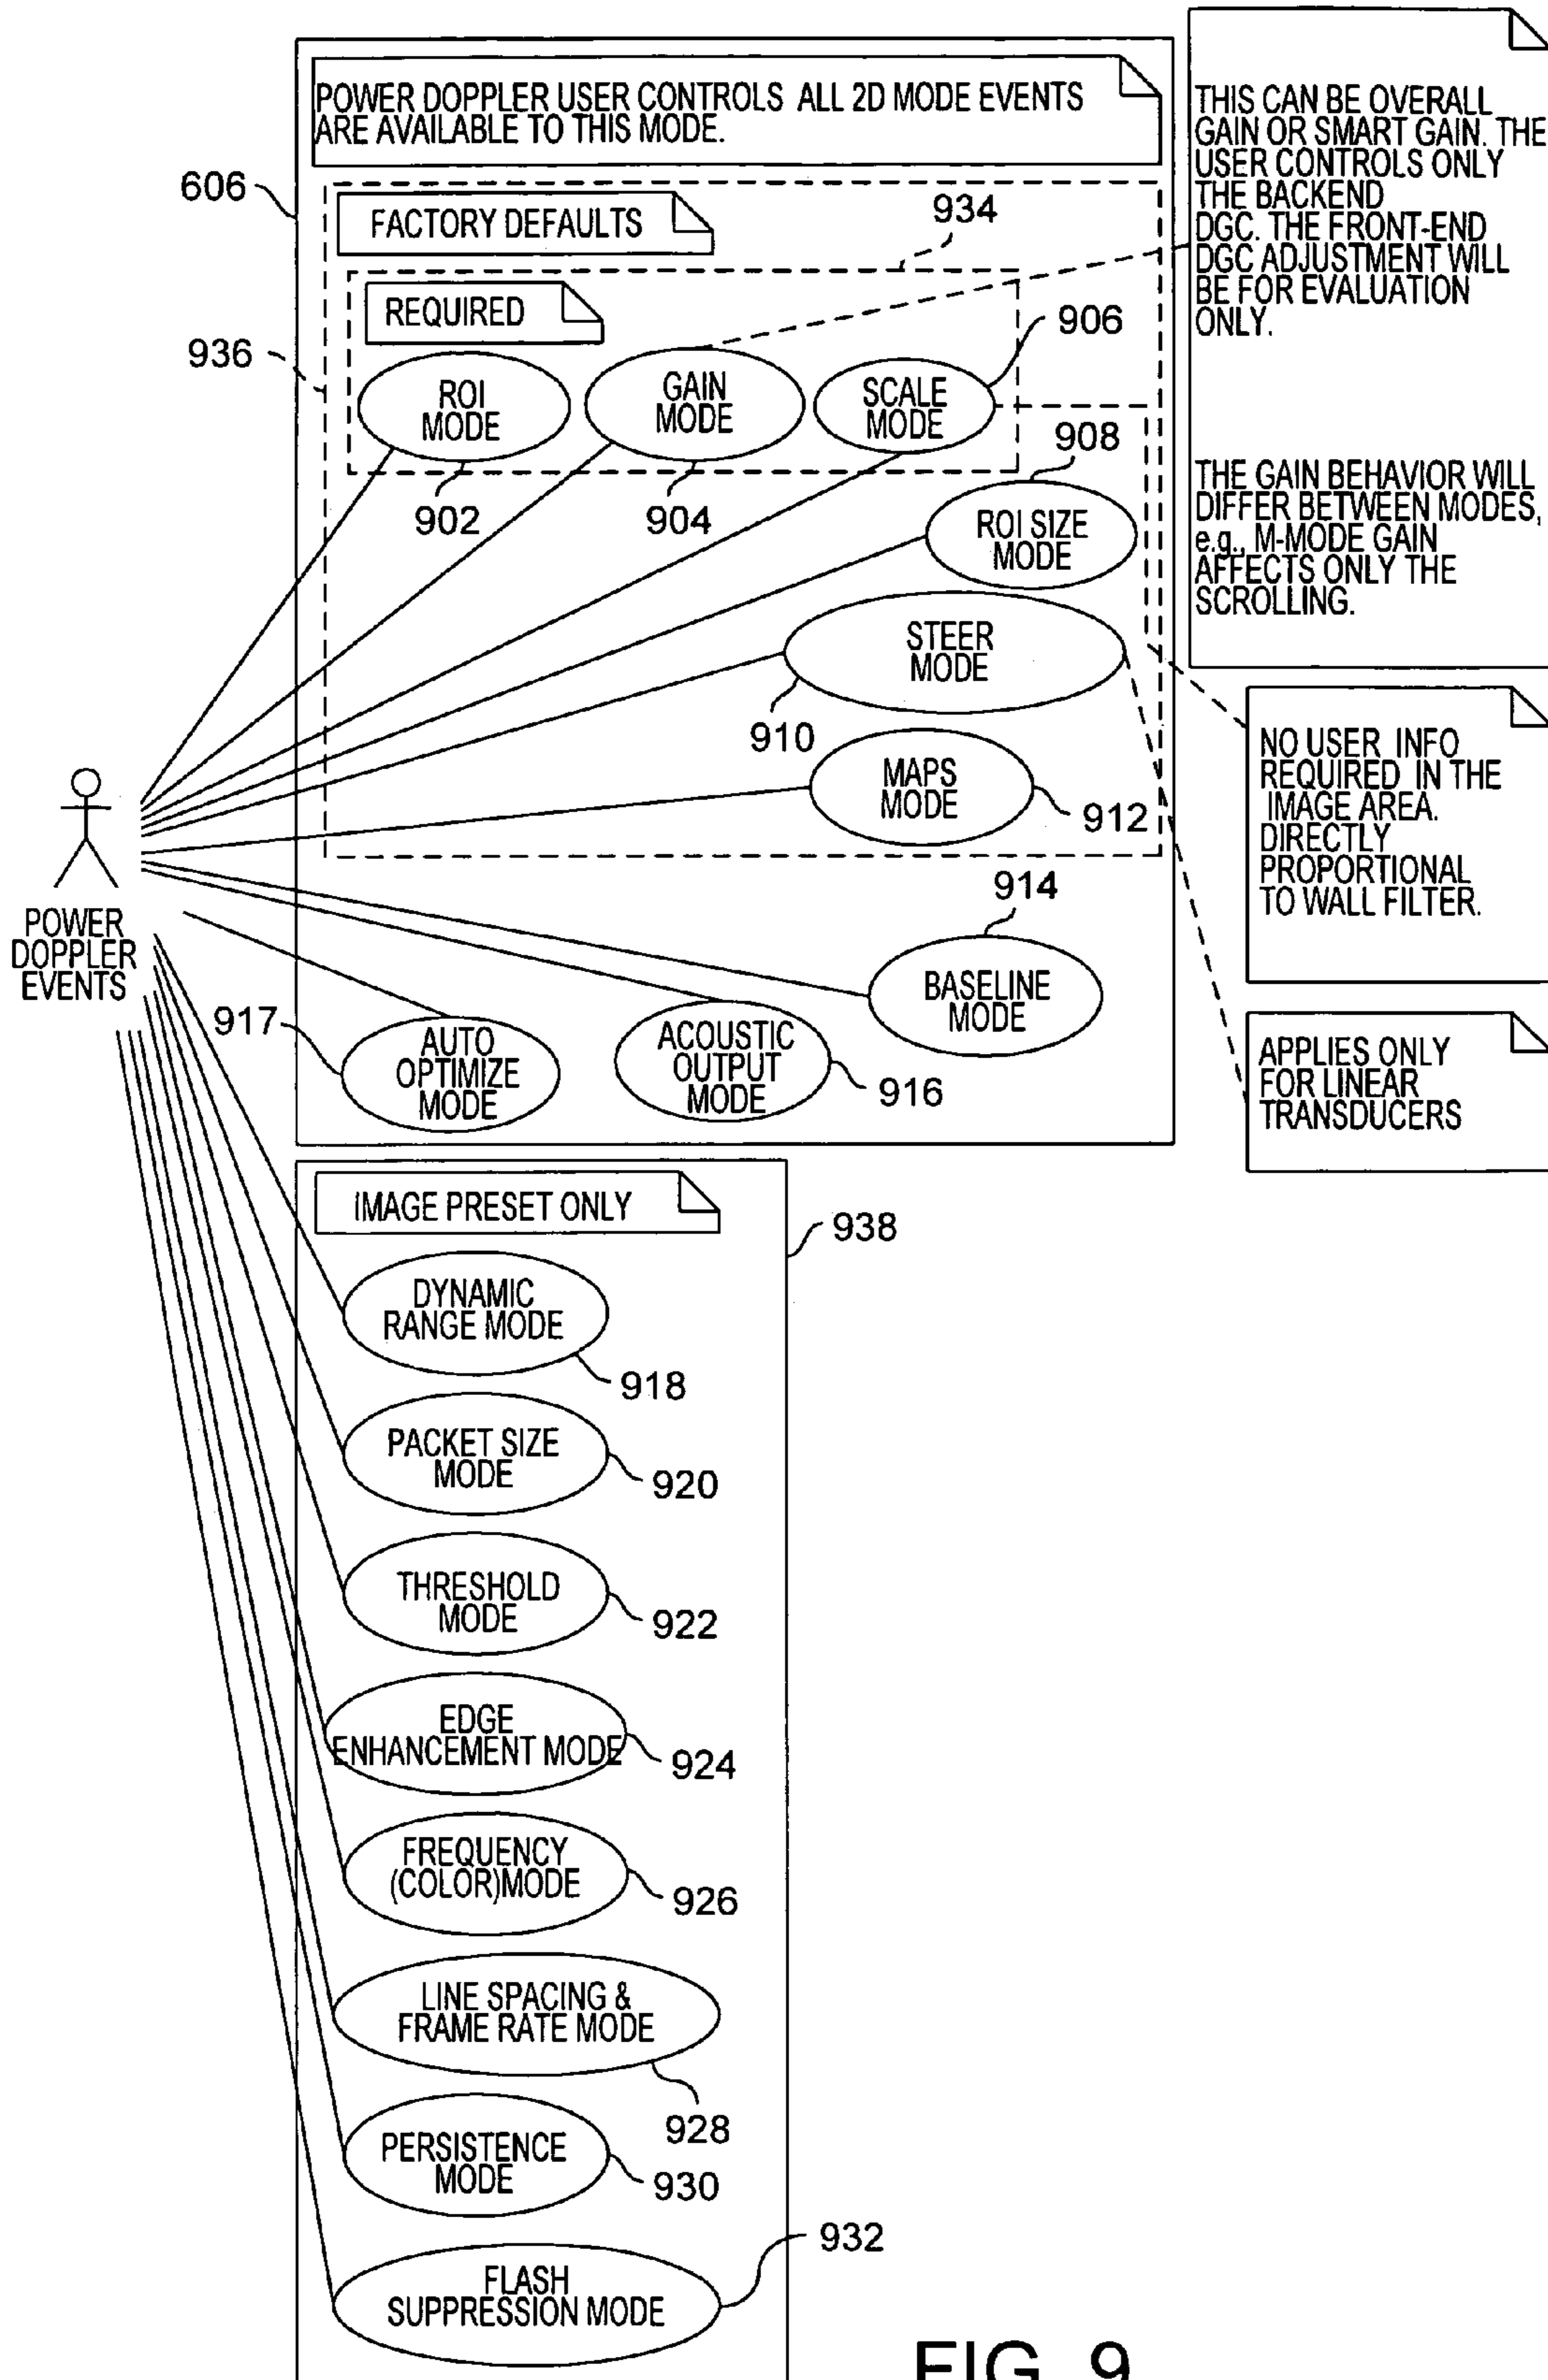 POWER DOPPLER USER CONTROLS ALL 2D MODE EVENTS
ARE AVAILABLE TO THIS MODE.
606
FACTORY DEFAULTS
934
REQUIRED
936
906
ROI
MODE
GAIN
MODE
SCALE
MODE
902
904
908
ROI SIZE
MODE
STEER
MODE
910
MAPS
MODE
912
914
BASELINE
MODE
917
AUTO
OPTIMIZE
MODE
ACOUSTIC
OUTPUT
MODE
916
POWER
DOPPLER
EVENTS
THIS CAN BE OVERALL
GAIN OR SMART GAIN. THE
USER CONTROLS ONLY
THE BACKEND
DGC. THE FRONT-END
DGC ADJUSTMENT WILL
BE FOR EVALUATION
ONLY.
THE GAIN BEHAVIOR WILL
DIFFER BETWEEN MODES,
e.g., M-MODE GAIN
AFFECTS ONLY THE
SCROLLING.
NO USER INFO
REQUIRED IN THE
IMAGE AREA.
DIRECTLY
PROPORTIONAL
TO WALL FILTER.
APPLIES ONLY
FOR LINEAR
TRANSDUCERS
IMAGE PRESET ONLY
938
DYNAMIC
RANGE MODE
918
PACKET SIZE
MODE
920
THRESHOLD
MODE
922
EDGE
ENHANCEMENT MODE
924
FREQUENCY
(COLOR)MODE
926
LINE SPACING &
FRAME RATE MODE
928
PERSISTENCE
MODE
930
932
FLASH
SUPPRESSION MODE
FIG. 9